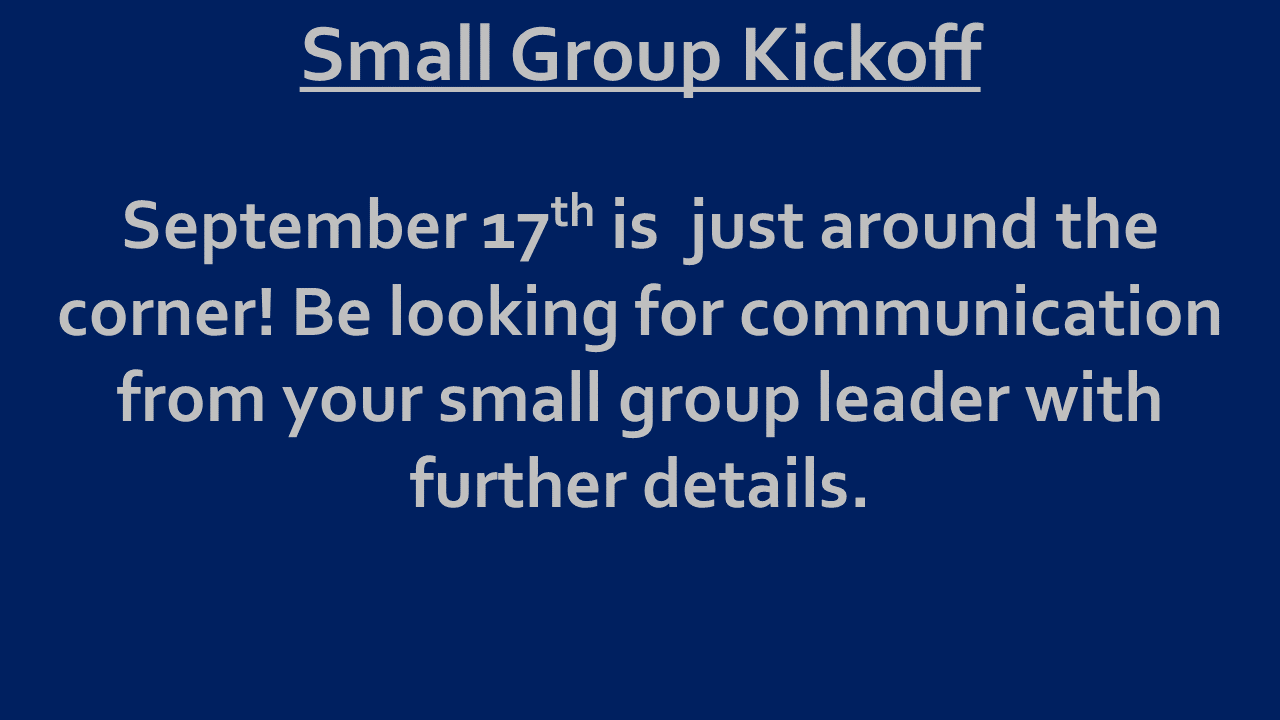 Small Group Kickoff
September 17th is  just around the
corner! Be looking for communication
from your small group leader with
further details.